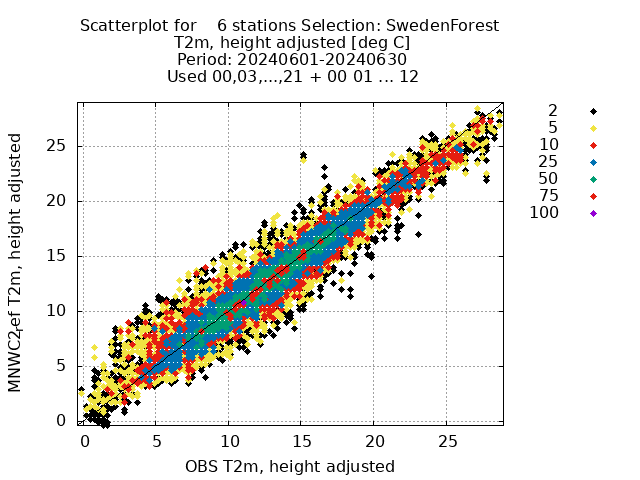 Scatterplot for 6 stations Selection: SwedenForest
T2m, height adjusted [deg C]
Period: 20240601-20240630
Used 00,03,...,21 + 00 01 ... 12
MNWC2ref T2m, height adjusted
25
20
15
10
5
0
0 5 10 15 20 25
OBS T2m, height adjusted
2
5
10
25
50
75
100